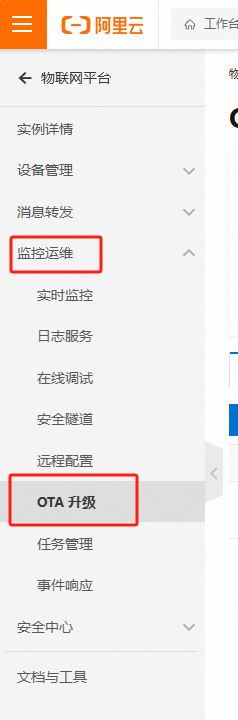 阿里云
工作台
物联网平台
实例详情
设备管理
消息转发
监控运维
实时监控
日志服务
在线调试
安全隧道
远程配置
OTA 升级
任务管理
事件响应
安全中心
文档与工具